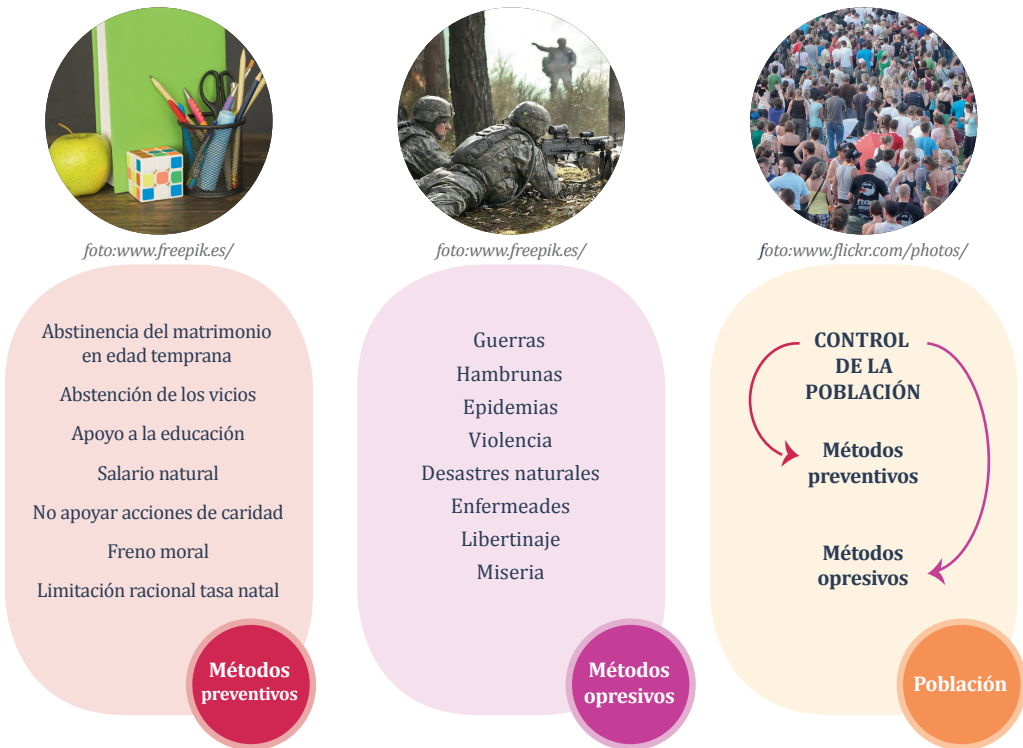 foto:www.freepik.es/
Abstinencia del matrimonio
en edad temprana
Abstención de los vicios
Apoyo a la educación
Salario natural
No apoyar acciones de caridad
Freno moral
Limitación racional tasa natal
Métodos
preventivos
foto:www.freepik.es/
Guerras
Hambrunas
Epidemias
Violencia
Desastres naturales
Enfermeades
Libertinaje
Miseria
Métodos
opresivos
foto:www.flickr.com/photos/
CONTROL
DE LA
POBLACIÓN
Métodos
preventivos
Métodos
opresivos
Población